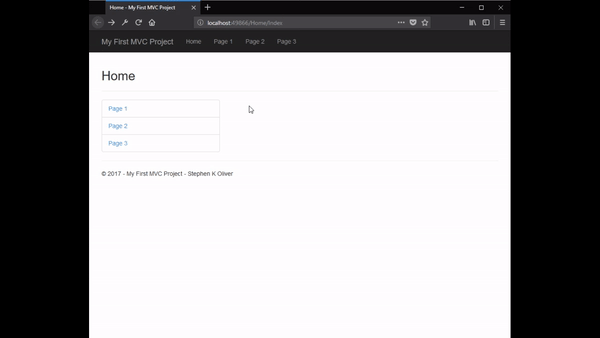 Home - My First MVC Project
localhost:49866/Home/Index
My First MVC Project Home Page 1 Page 2 Page 3
Home
Page 1
Page 2
Page 3
© 2017 - My First MVC Project - Stephen K Oliver